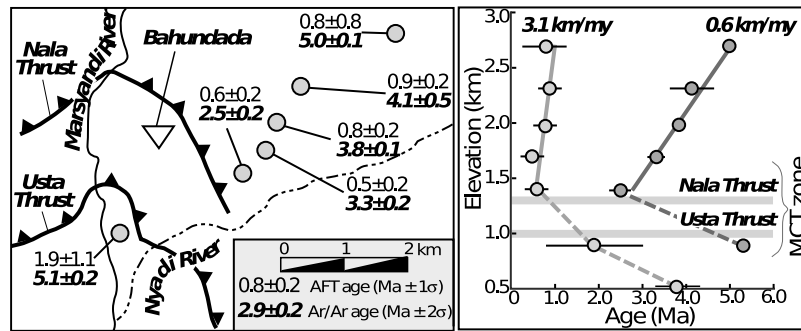 0.8±0.8
5.0±0.1
Nala
Thrust
Marsyandi River
Bahundada
0.9±0.2
4.1±0.5
0.6±0.2
2.5±0.2
0.8±0.2
3.8±0.1
0.5±0.2
3.3±0.2
Usta
Thrust
1.9±1.1
5.1±0.2
Nyadi River
0 1 2 km
0.8±0.2 AFT age (Ma ± 1σ)
2.9±0.2 Ar/Ar age (Ma ± 2σ)
3.1 km/my 0.6 km/my
Elevation (km)
3.0
2.5
2.0
1.5
1.0
0.5
Nala Thrust
Usta Thrust
MCT zone
0 1.0 2.0 3.0 4.0 5.0 6.0
Age (Ma)